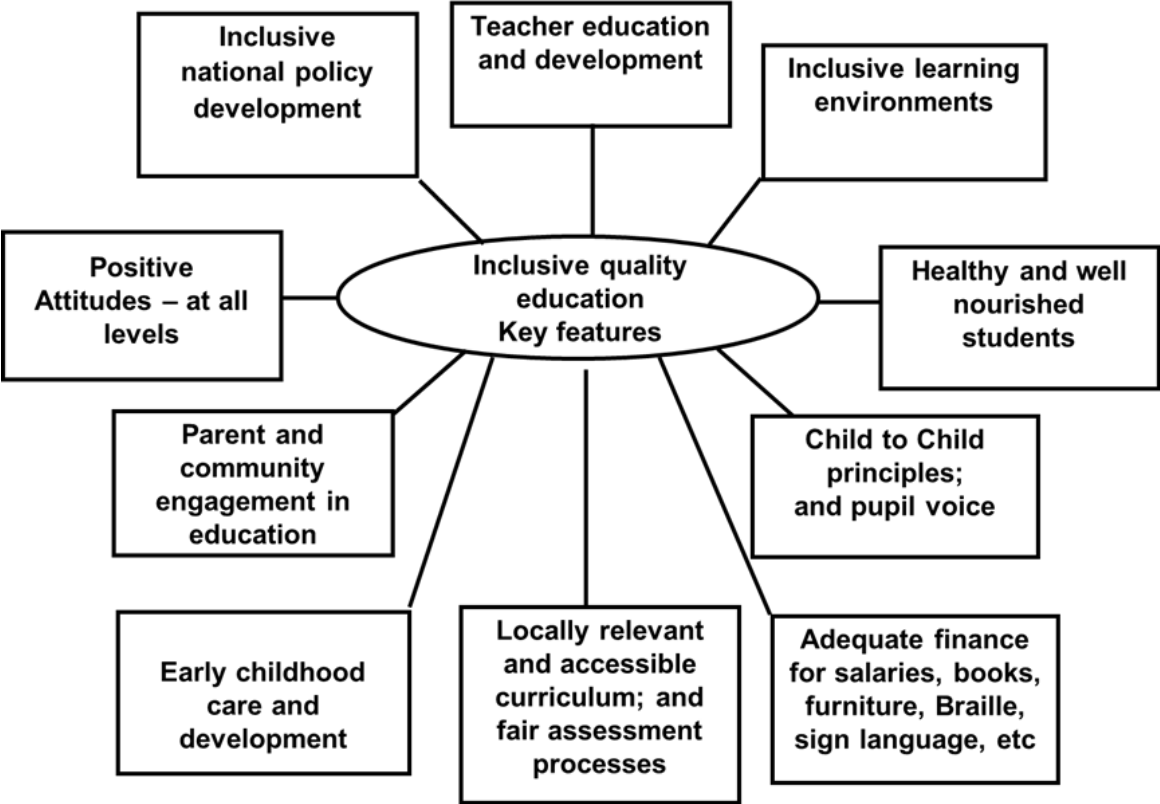 Inclusive
national policy
development
Teacher education
and development
Inclusive learning
environments
Positive
Attitudes – at all
levels
Inclusive quality
education
Key features
Healthy and well
nourished
students
Parent and
community
engagement in
education
Child to Child
principles;
and pupil voice
Early childhood
care and
development
Locally relevant
and accessible
curriculum; and
fair assessment
processes
Adequate finance
for salaries, books,
furniture, Braille,
sign language, etc